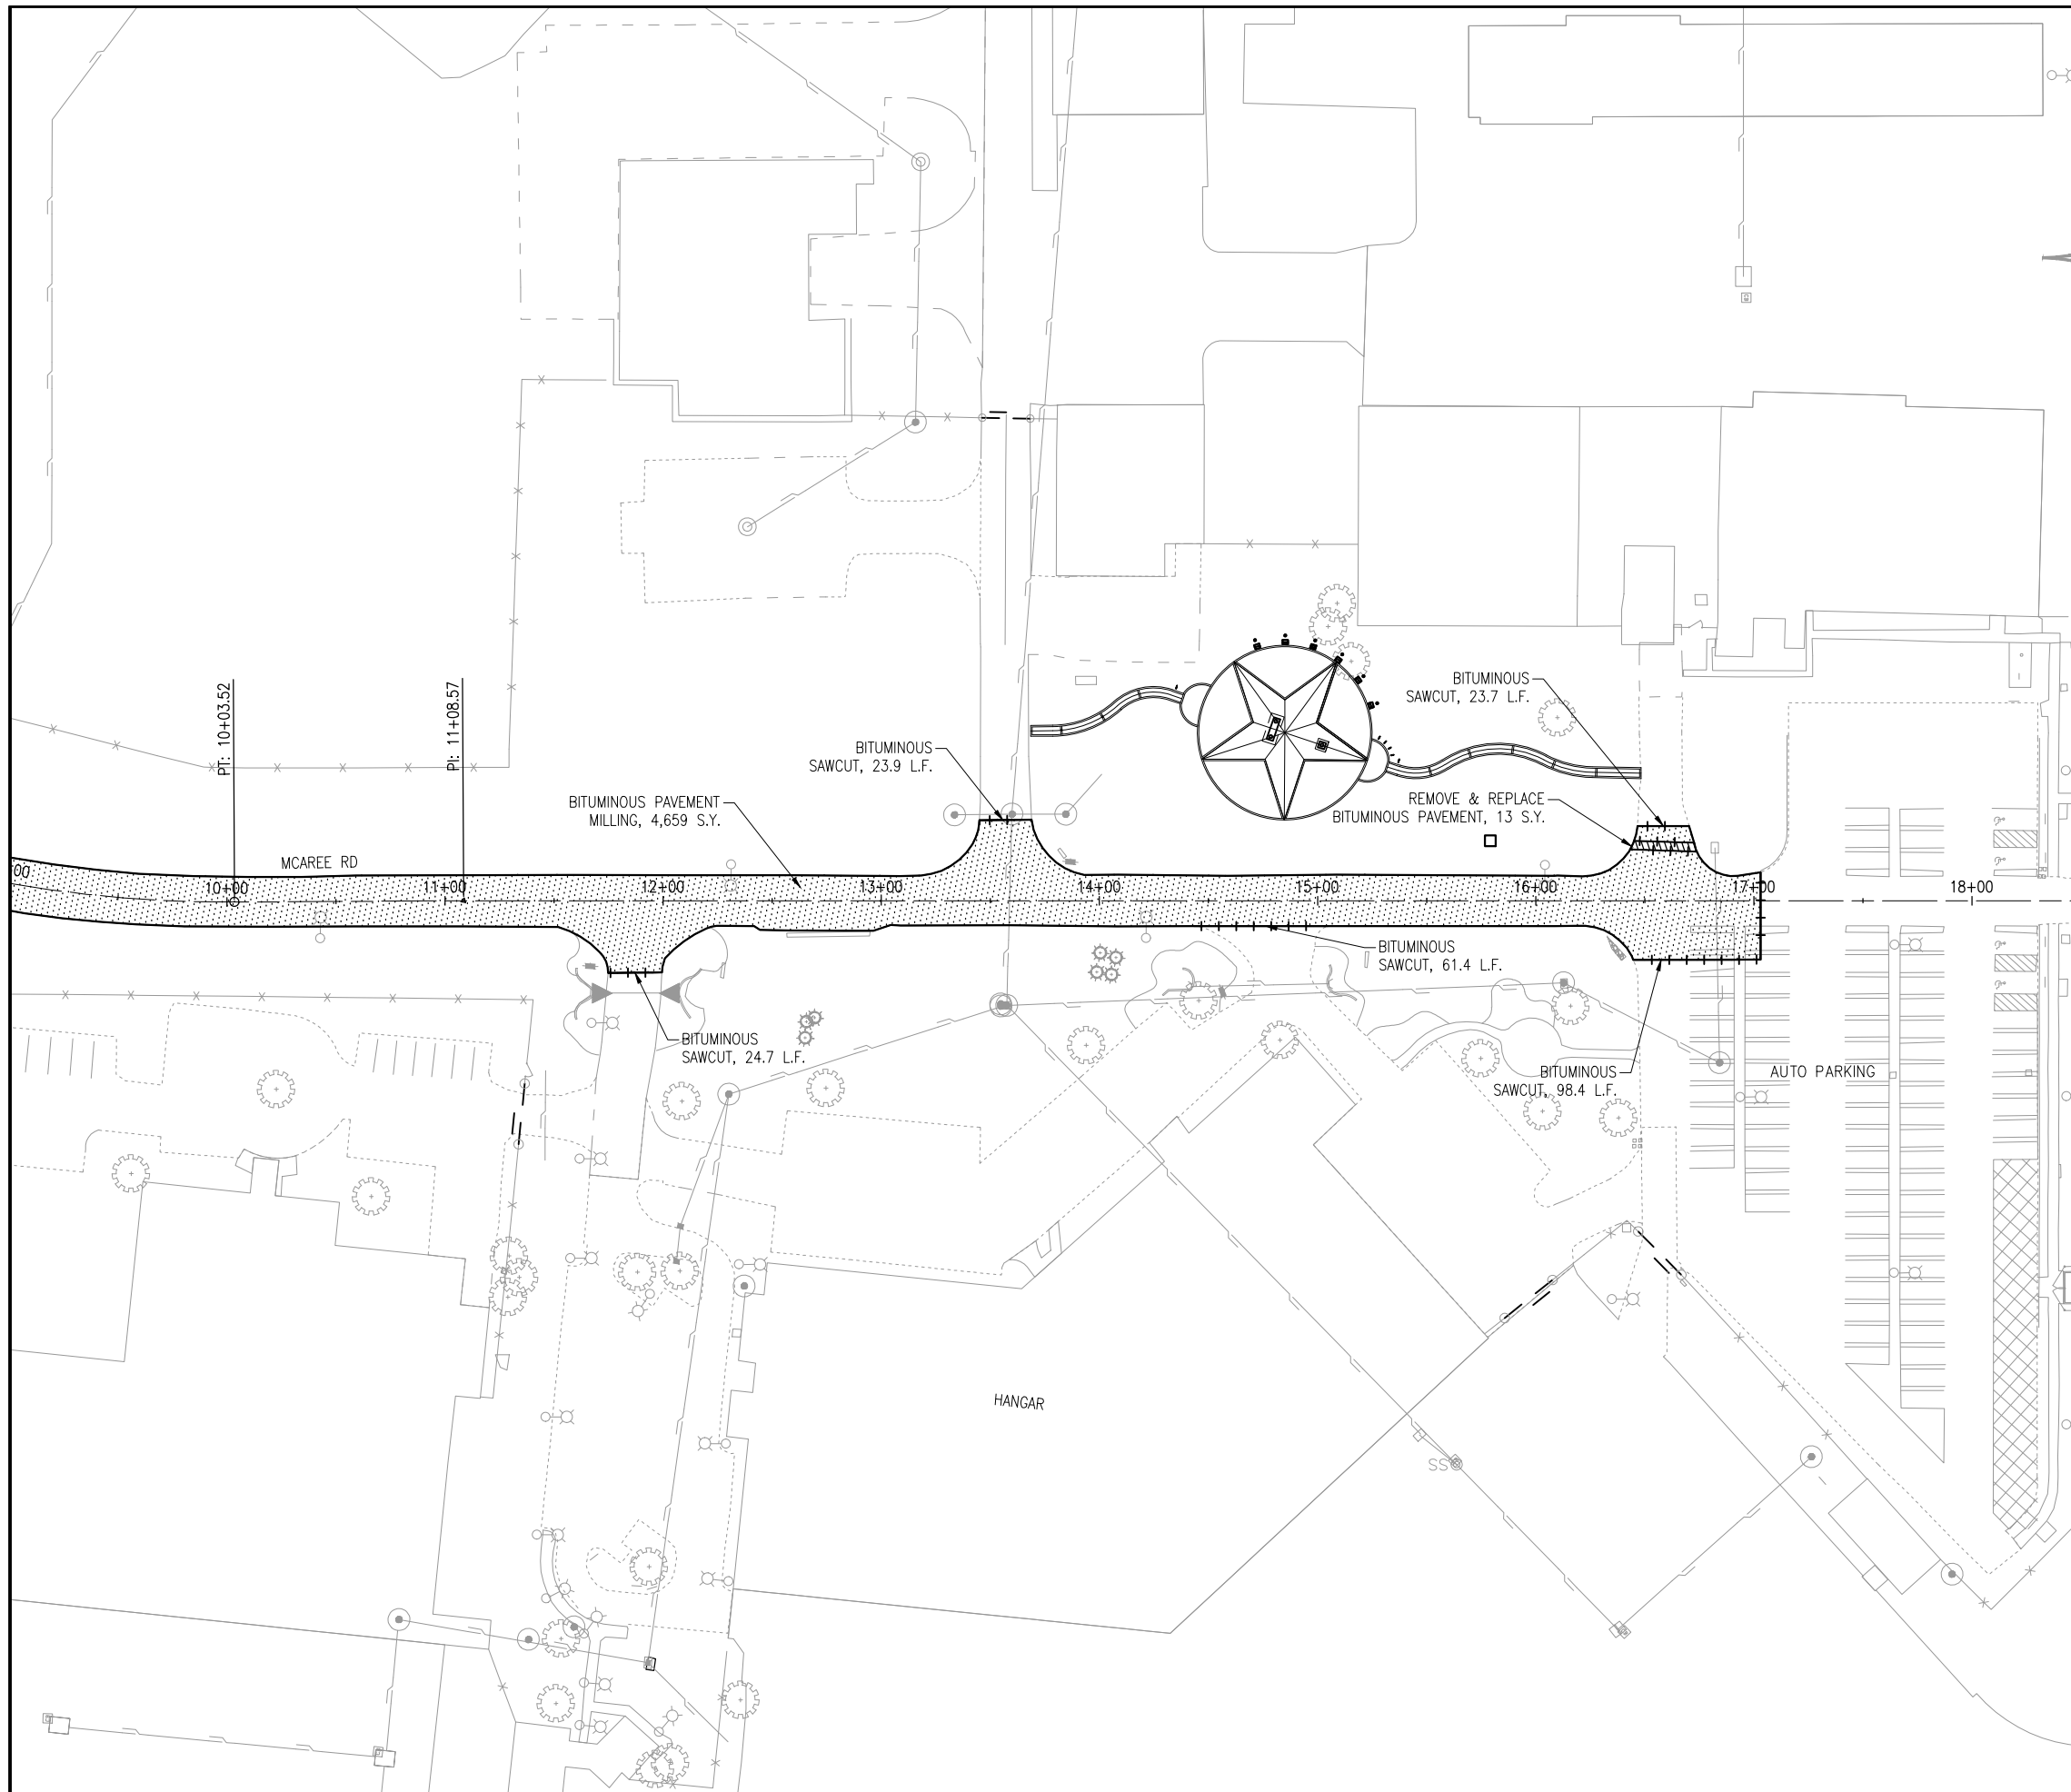 PT: 10+03.52
PI: 11+08.57
BITUMINOUS
SAWCUT, 23.7 L.F.
BITUMINOUS
SAWCUT, 23.9 L.F.
BITUMINOUS PAVEMENT
MILLING, 4,659 S.Y.
REMOVE & REPLACE
BITUMINOUS PAVEMENT, 13 S.Y.
MCAREE RD
00
10+00
11+00
12+00
13+00
14+00
15+00
16+00
17+00
18+00
BITUMINOUS
SAWCUT, 61.4 L.F.
BITUMINOUS
SAWCUT, 24.7 L.F.
BITUMINOUS
SAWCUT, 98.4 L.F.
AUTO PARKING
HANGAR
SS